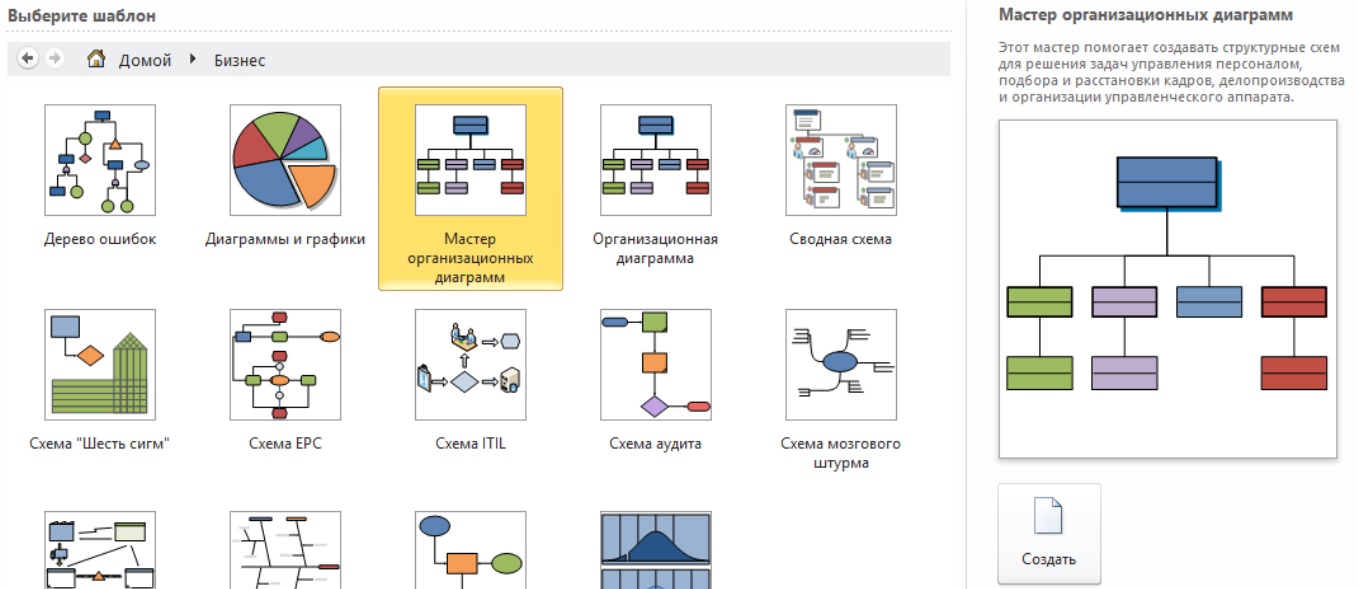 Выберите шаблон
Домой
Бизнес
Дерево ошибок
Диаграммы и графики
Мастер
организационных
диаграмм
Организационная
диаграмма
Сводная схема
Схема "Шесть сигм"
Схема EPC
Схема ITIL
Схема аудита
Схема мозгового
штурма
Мастер организационных диаграмм
Этот мастер помогает создавать структурные схем
для решения задач управления персоналом,
подбора и расстановки кадров, делопроизводства
и организации управленческого аппарата.
Создать